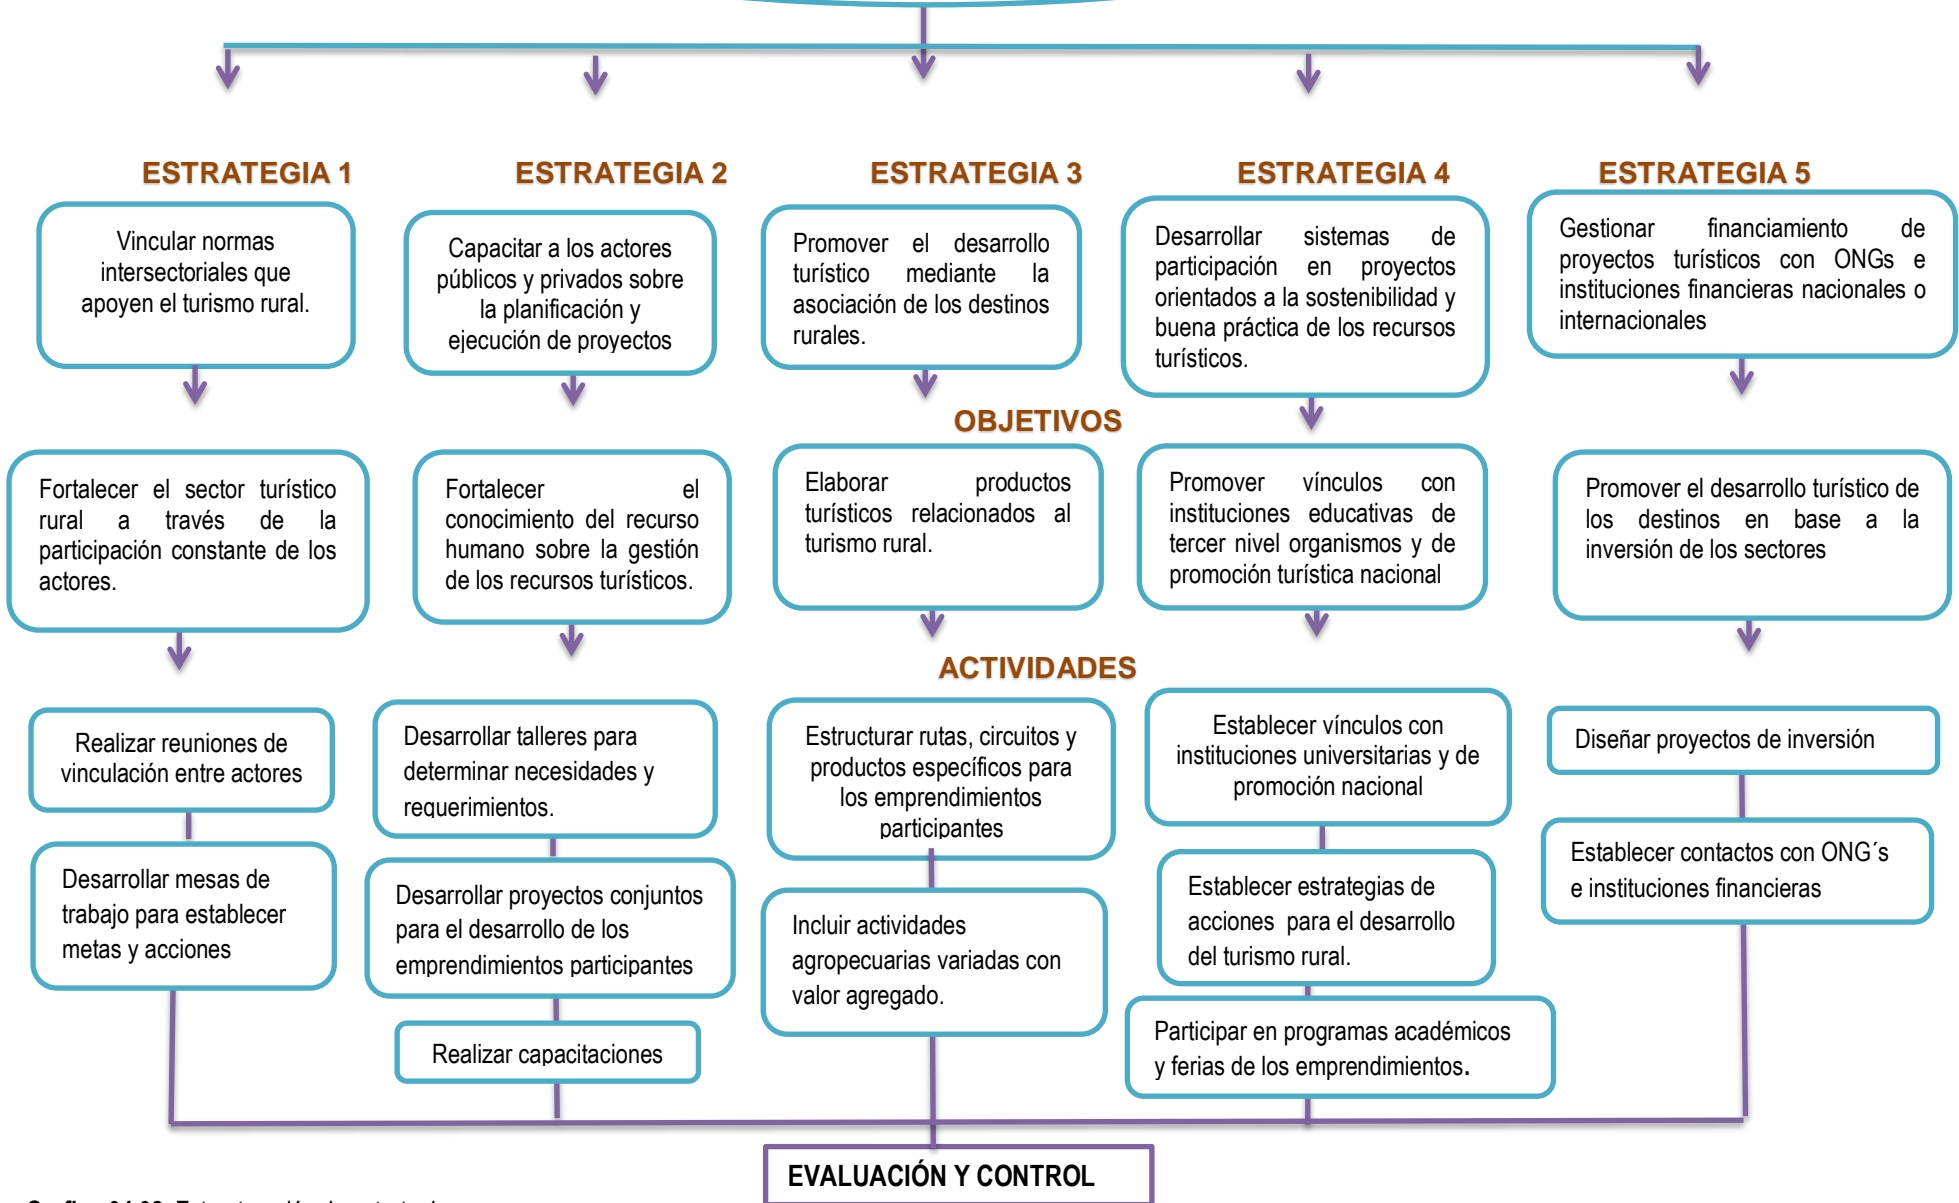 ESTRATEGIA 1
ESTRATEGIA 2
ESTRATEGIA 3
ESTRATEGIA 4
ESTRATEGIA 5
Vincular normas
intersectoriales que
apoyen el turismo rural.
Capacitar a los actores
públicos y privados sobre
la planificación y
ejecución de proyectos
Promover el desarrollo
turístico mediante la
asociación de los destinos
rurales.
Desarrollar sistemas de
participación en proyectos
orientados a la sostenibilidad y
buena práctica de los recursos
turísticos.
Gestionar financiamiento de
proyectos turísticos con ONGs e
instituciones financieras nacionales o
internacionales
OBJETIVOS
Fortalecer el sector turístico
rural a través de la
participación constante de los
actores.
Fortalecer el
conocimiento del recurso
humano sobre la gestión
de los recursos turísticos.
Elaborar productos
turísticos relacionados al
turismo rural.
Promover vínculos con
instituciones educativas de
tercer nivel organismos y de
promoción turística nacional
Promover el desarrollo turístico de
los destinos en base a la
inversión de los sectores
ACTIVIDADES
Realizar reuniones de
vinculación entre actores
Desarrollar talleres para
determinar necesidades y
requerimientos.
Estructurar rutas, circuitos y
productos específicos para
los emprendimientos
participantes
Establecer vínculos con
instituciones universitarias y de
promoción nacional
Diseñar proyectos de inversión
Desarrollar mesas de
trabajo para establecer
metas y acciones
Desarrollar proyectos conjuntos
para el desarrollo de los
emprendimientos participantes
Incluir actividades
agropecuarias variadas con
valor agregado.
Establecer estrategias de
acciones para el desarrollo
del turismo rural.
Establecer contactos con ONG´s
e instituciones financieras
Realizar capacitaciones
Participar en programas académicos
y ferias de los emprendimientos.
EVALUACIÓN Y CONTROL